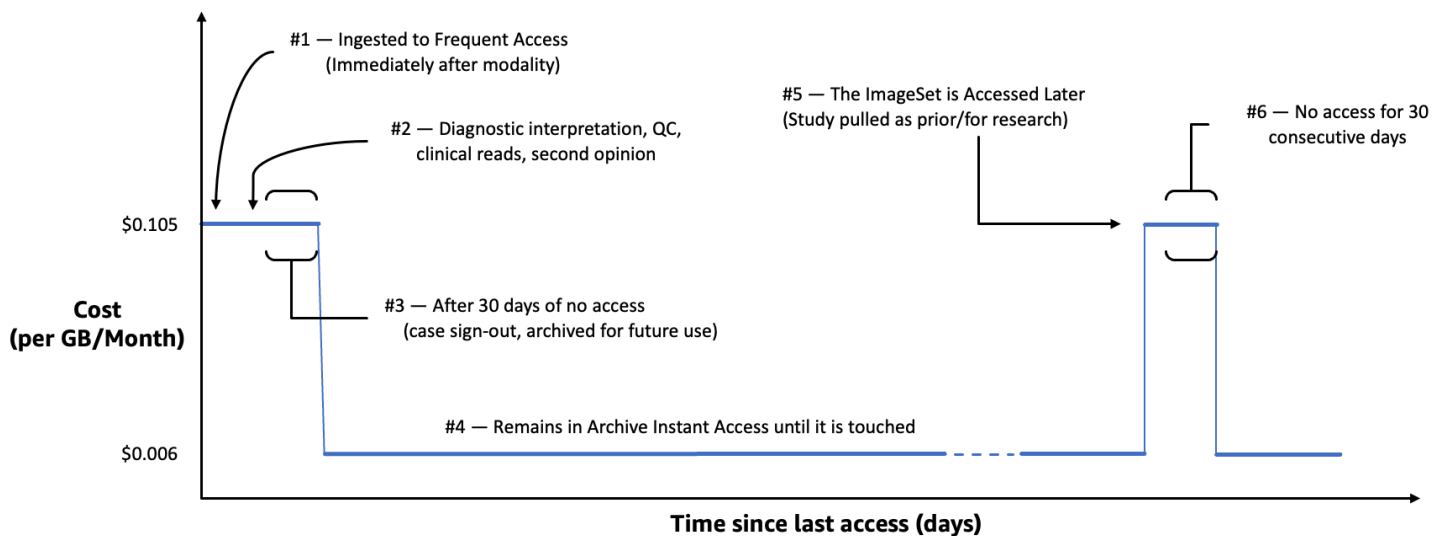 #1 — Ingested to Frequent Access
(Immediately after modality)
#2 — Diagnostic interpretation, QC,
clinical reads, second opinion
#5 — The ImageSet is Accessed Later
(Study pulled as prior/for research)
#6 — No access for 30
consecutive days
$0.105
Cost
(per GB/Month)
#3 — After 30 days of no access
(case sign-out, archived for future use)
#4 — Remains in Archive Instant Access until it is touched
$0.006
Time since last access (days)